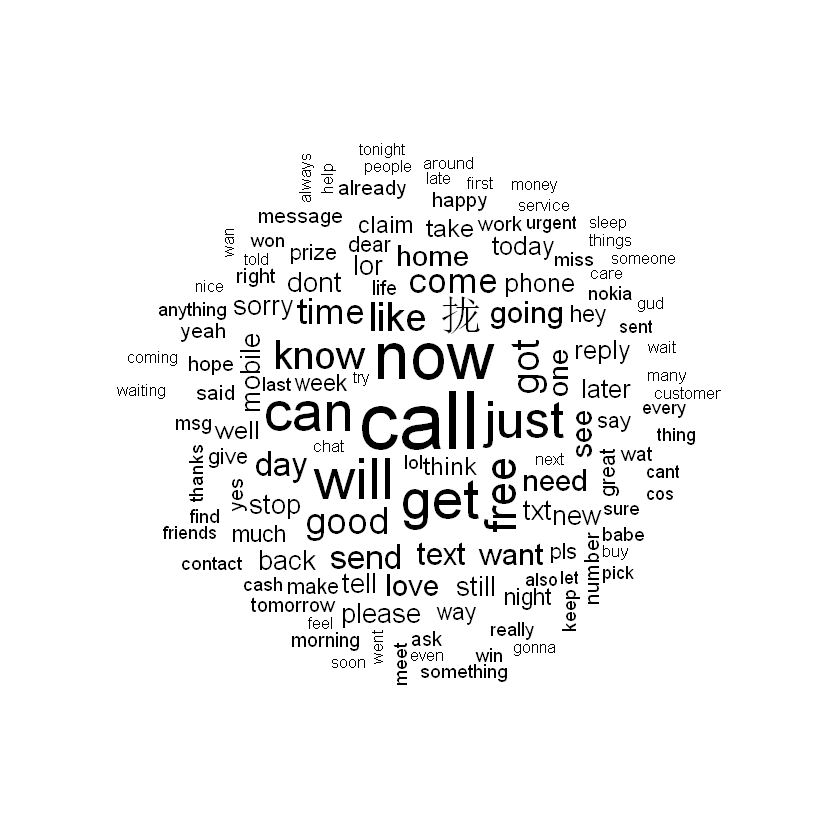 tonight
always
help
people
around
late
first
money
already
happy
service
message
claim
take
work
urgent
sleep
wan
won
prize
dear
home
today
things
told
lor
miss
someone
right
dont
life
come
phone
care
nice
nokia
anything
sorry
time
like
拢
going
hey
gud
yeah
sent
coming
hope
mobile
know
now
got
one
reply
wait
waiting
said
last
week
try
later
many
customer
msg
well
can
call
just
see
say
every
thing
chat
thanks
give
day
will
lol
think
free
next
need
great
wat
cant
yes
stop
good
get
txt
new
cos
find
sure
friends
much
babe
contact
back
send
text
want
pls
number
buy
cash
make
tell
love
still
night
also
let
pick
tomorrow
please
way
keep
feel
morning
went
ask
really
soon
meet
even
win
gonna
something